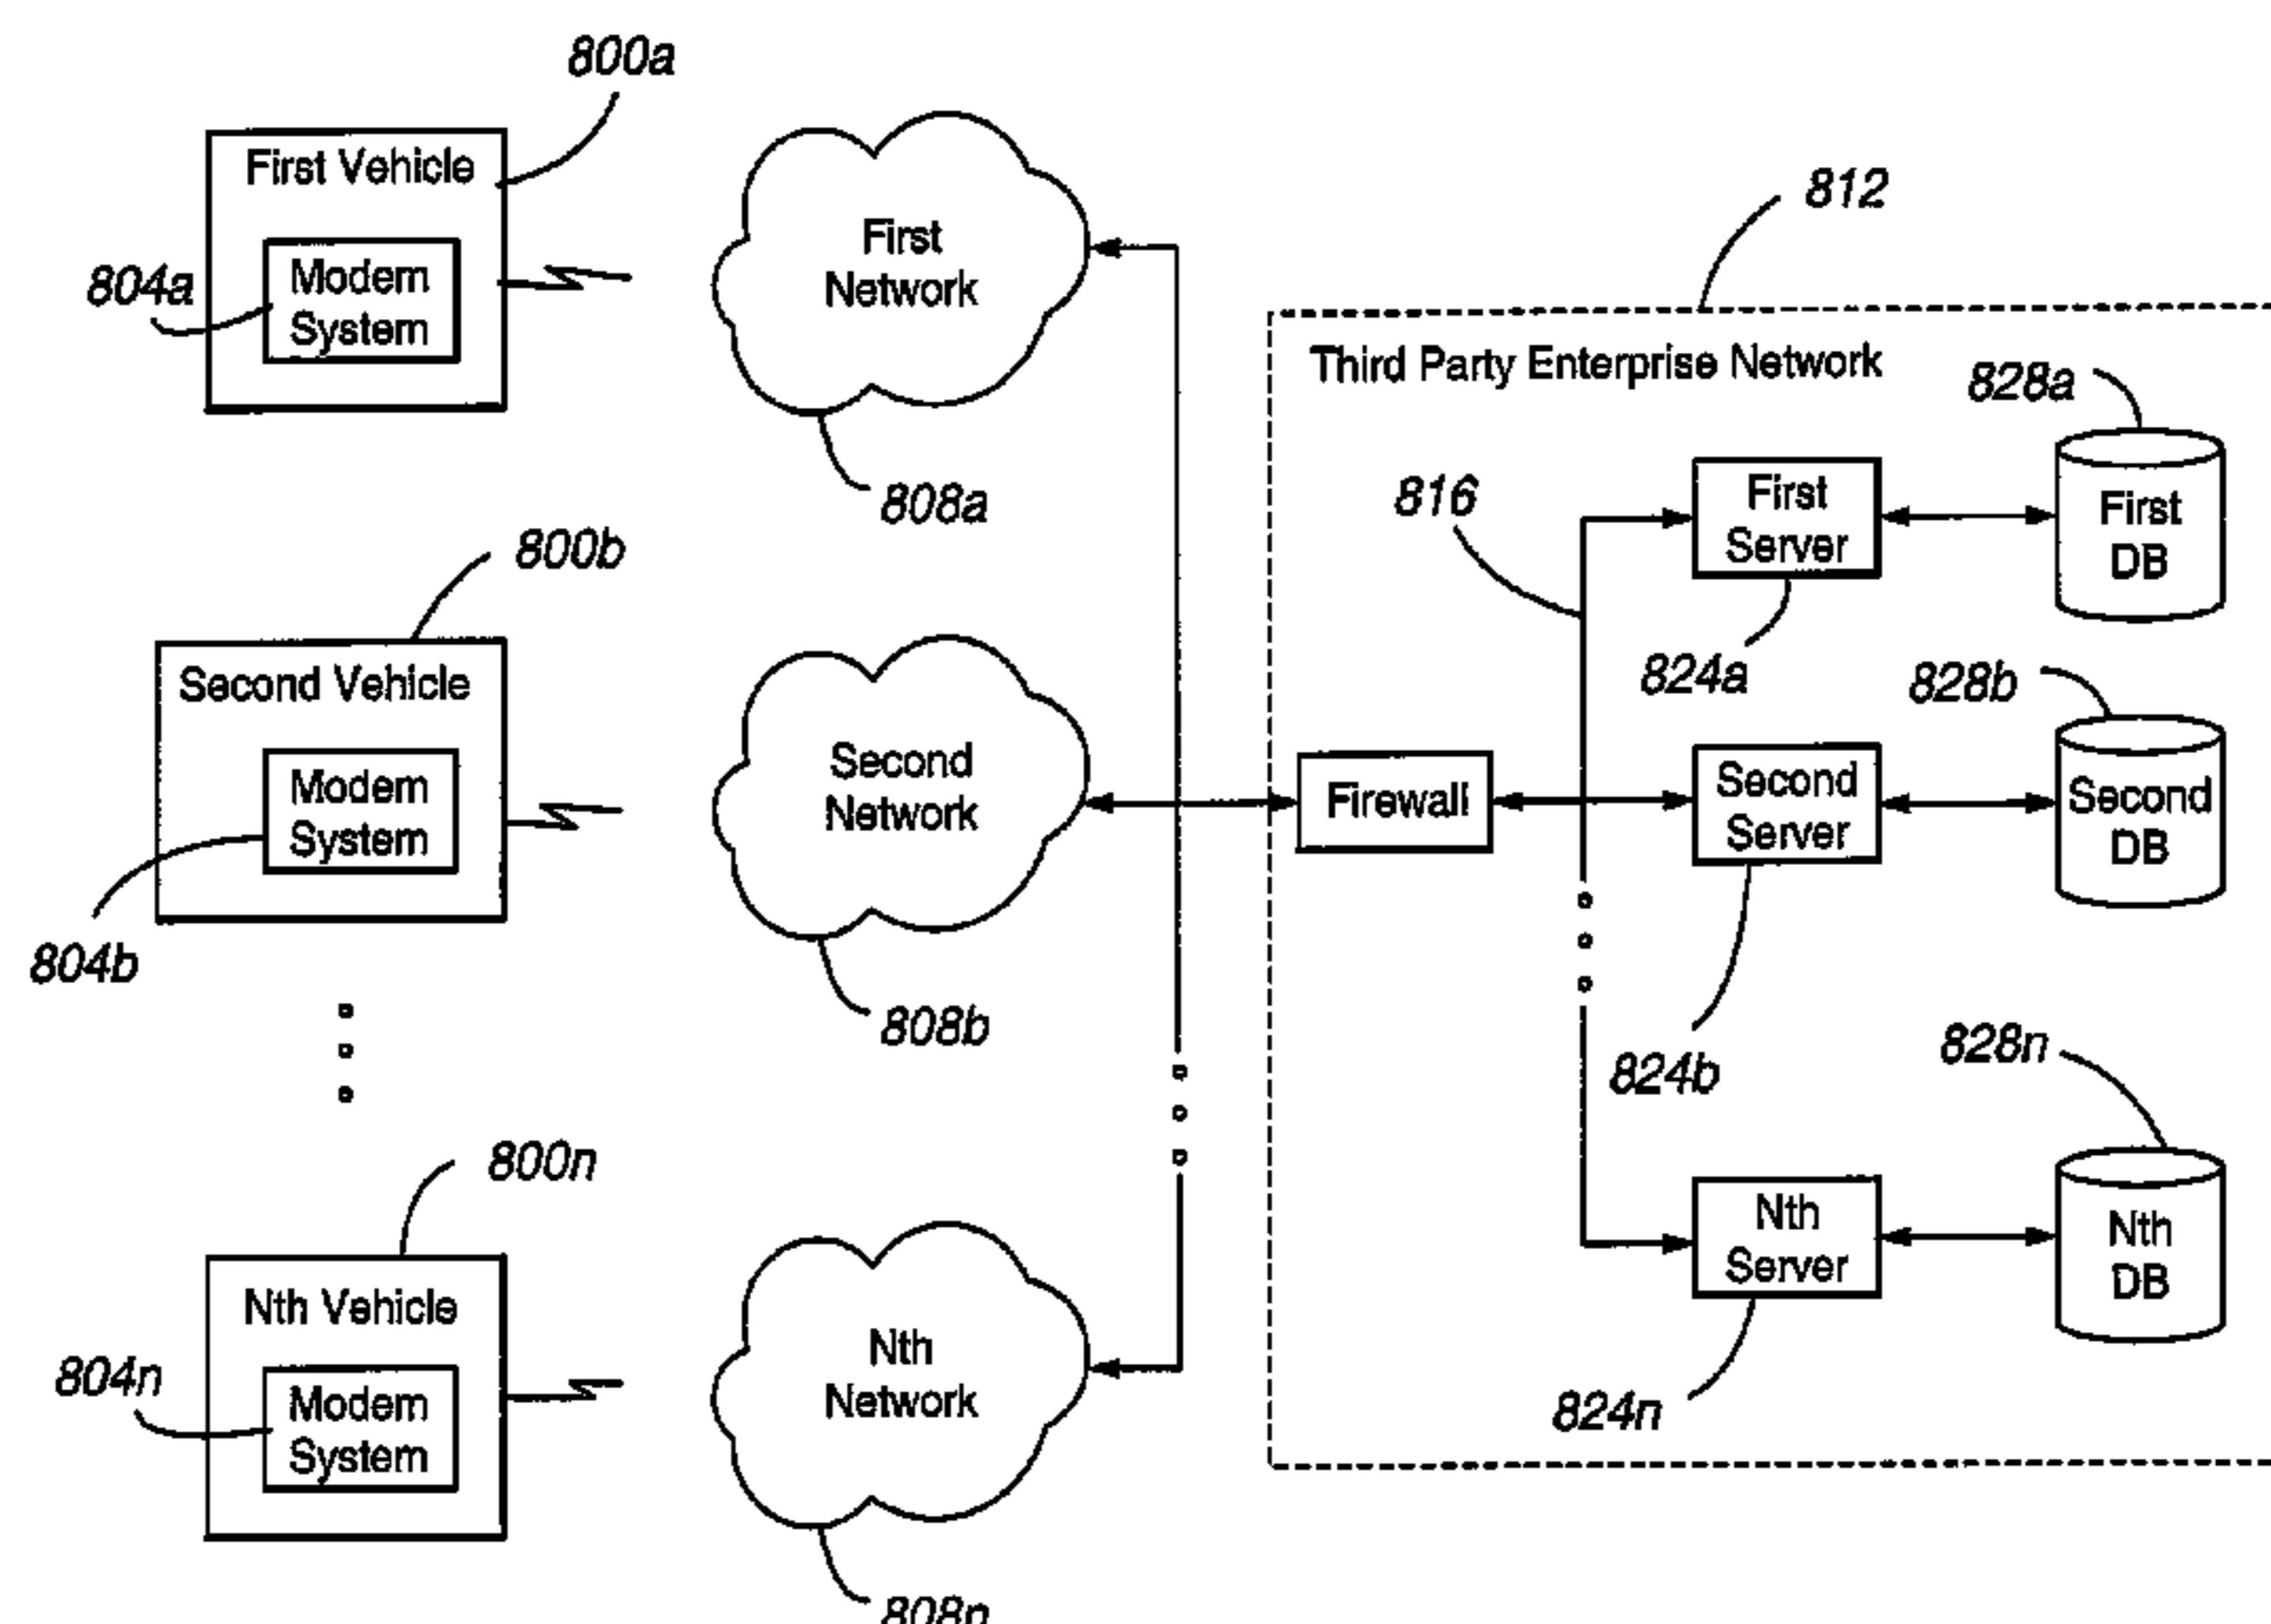 800a
First Vehicle
Modem
System
804a
First
Network
808a
812
Third Party Enterprise Network
828a
816
First
Server
824a
First
DB
800b
Second Vehicle
Modem
System
804b
Second
Network
808b
Firewall
Second
Server
824b
828b
Second
DB
800n
Nth Vehicle
Modem
System
804n
Nth
Network
808n
Nth
Server
824n
828n
Nth
DB